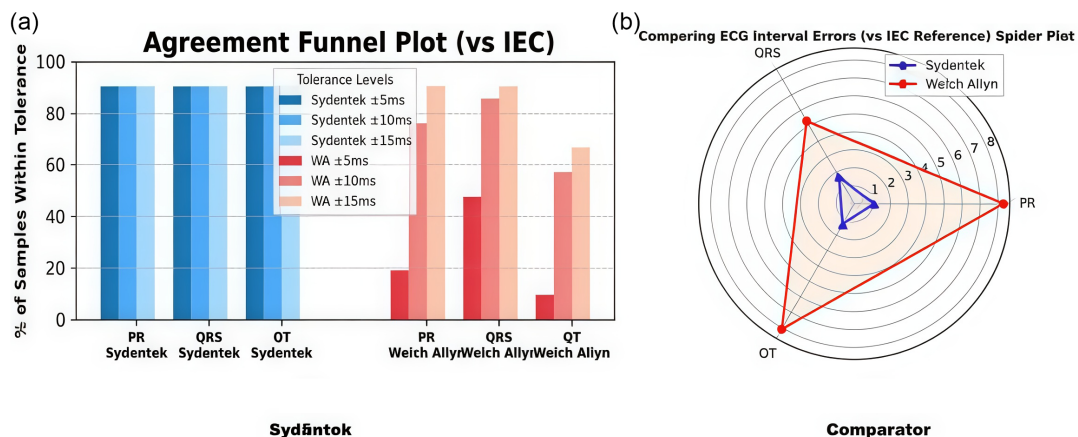 (a)
Agreement Funnel Plot (vs IEC)
% of Samples Within Tolerance
100
80
60
40
20
0
Tolerance Levels
Sydentek ±5ms
Sydentek ±10ms
Sydentek ±15ms
WA ±5ms
WA ±10ms
WA ±15ms
PR
Sydentek
QRS
Sydentek
OT
Sydentek
PR
Weich Allyn
QRS
Welch Allyn
QT
Weich Aliyn
(b)
Compering ECG Interval Errors (vs IEC Reference) Spider Plot
QRS
Sydentek
Weich Allyn
1 2 3 4 5 6 7 8
PR
OT
Comparator